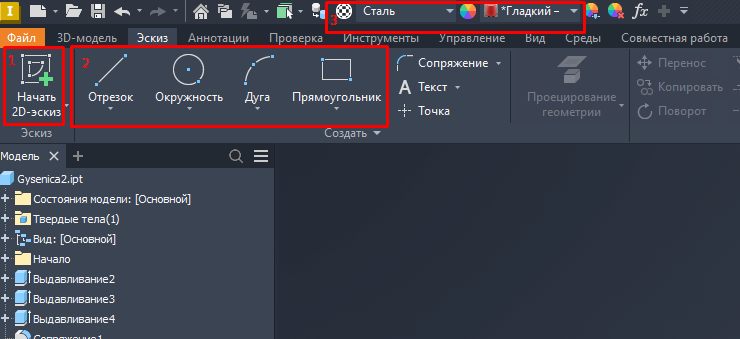 I 3 Сталь *Гладкий –
Файл 3D-модель Эскиз Аннотации Проверка Инструменты Управление Вид Среды Совместная работа
1 2
Начать
2D-эскиз
Отрезок Окружность Дуга Прямоугольник
Сопряжение
Текст
Точка
Проецирование
геометрии
Перенос
Копировать
Поворот
Эскиз Создать
Модель
Gysenica2.ipt
Состояния модели: [Основной]
Твердые тела(1)
Вид: [Основной]
Начало
Выдавливание2
Выдавливание3
Выдавливание4
Сопряжение1